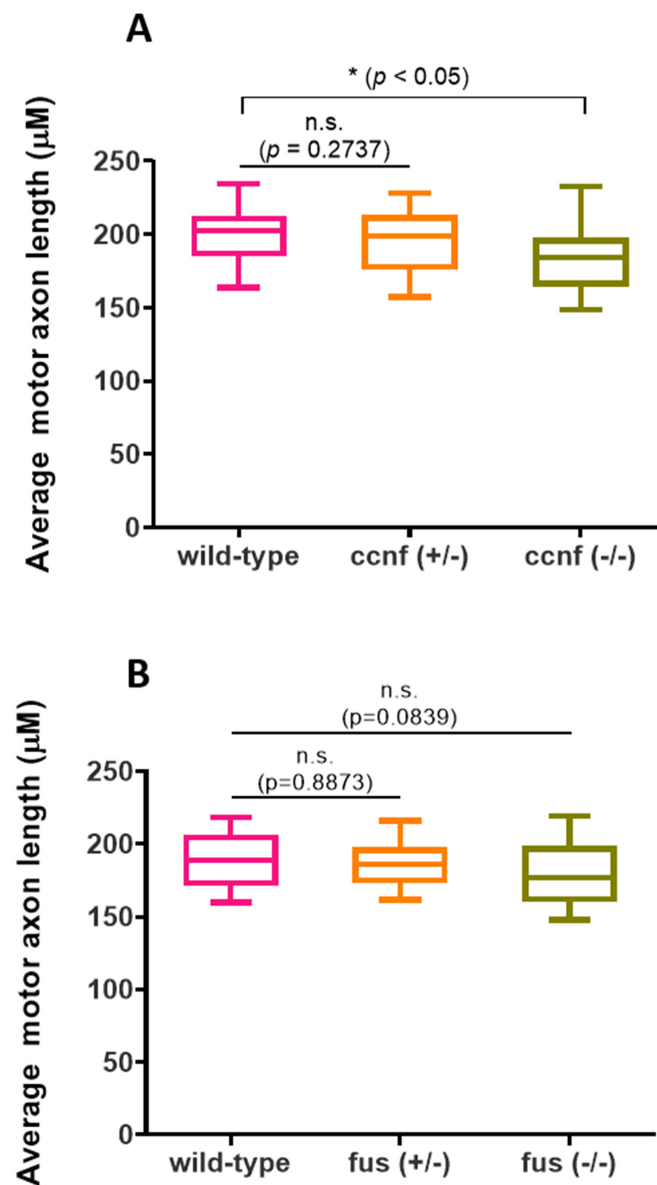 A
* (p < 0.05)
n.s.
(p = 0.2737)
Average motor axon length (µM)
250
200
150
100
50
0
wild-type ccnf (+/-) ccnf (-/-)
B
n.s.
(p=0.0839)
n.s.
(p=0.8873)
Average motor axon length (µM)
250
200
150
100
50
0
wild-type fus (+/-) fus (-/-)